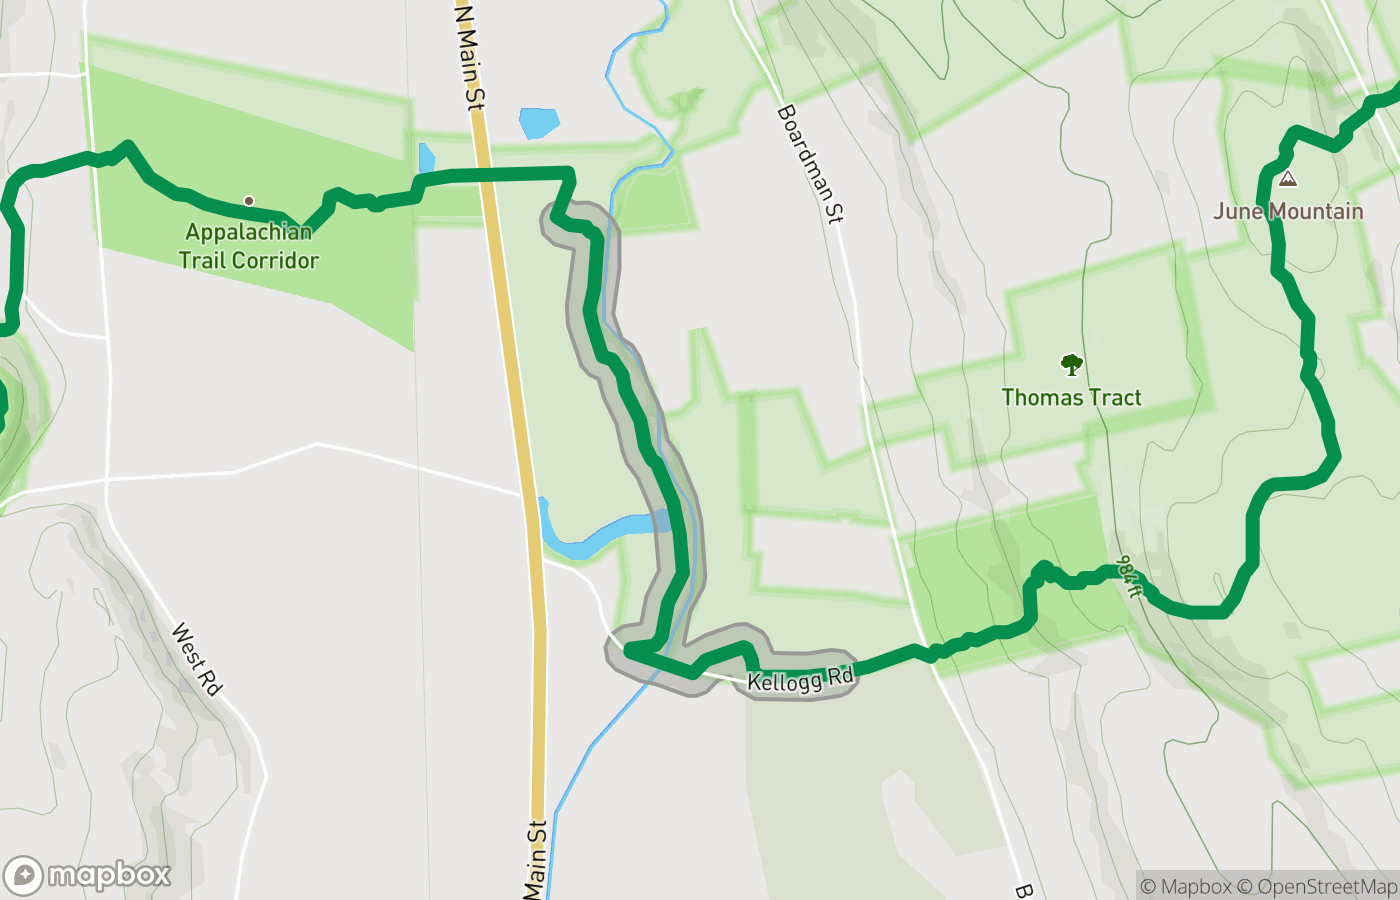 N Main St
Boardman St
June Mountain
Appalachian
Trail Corridor
Thomas Tract
984 ft
West Rd
Kellogg Rd
Main St
B
mapbox
© Mapbox © OpenStreetMap